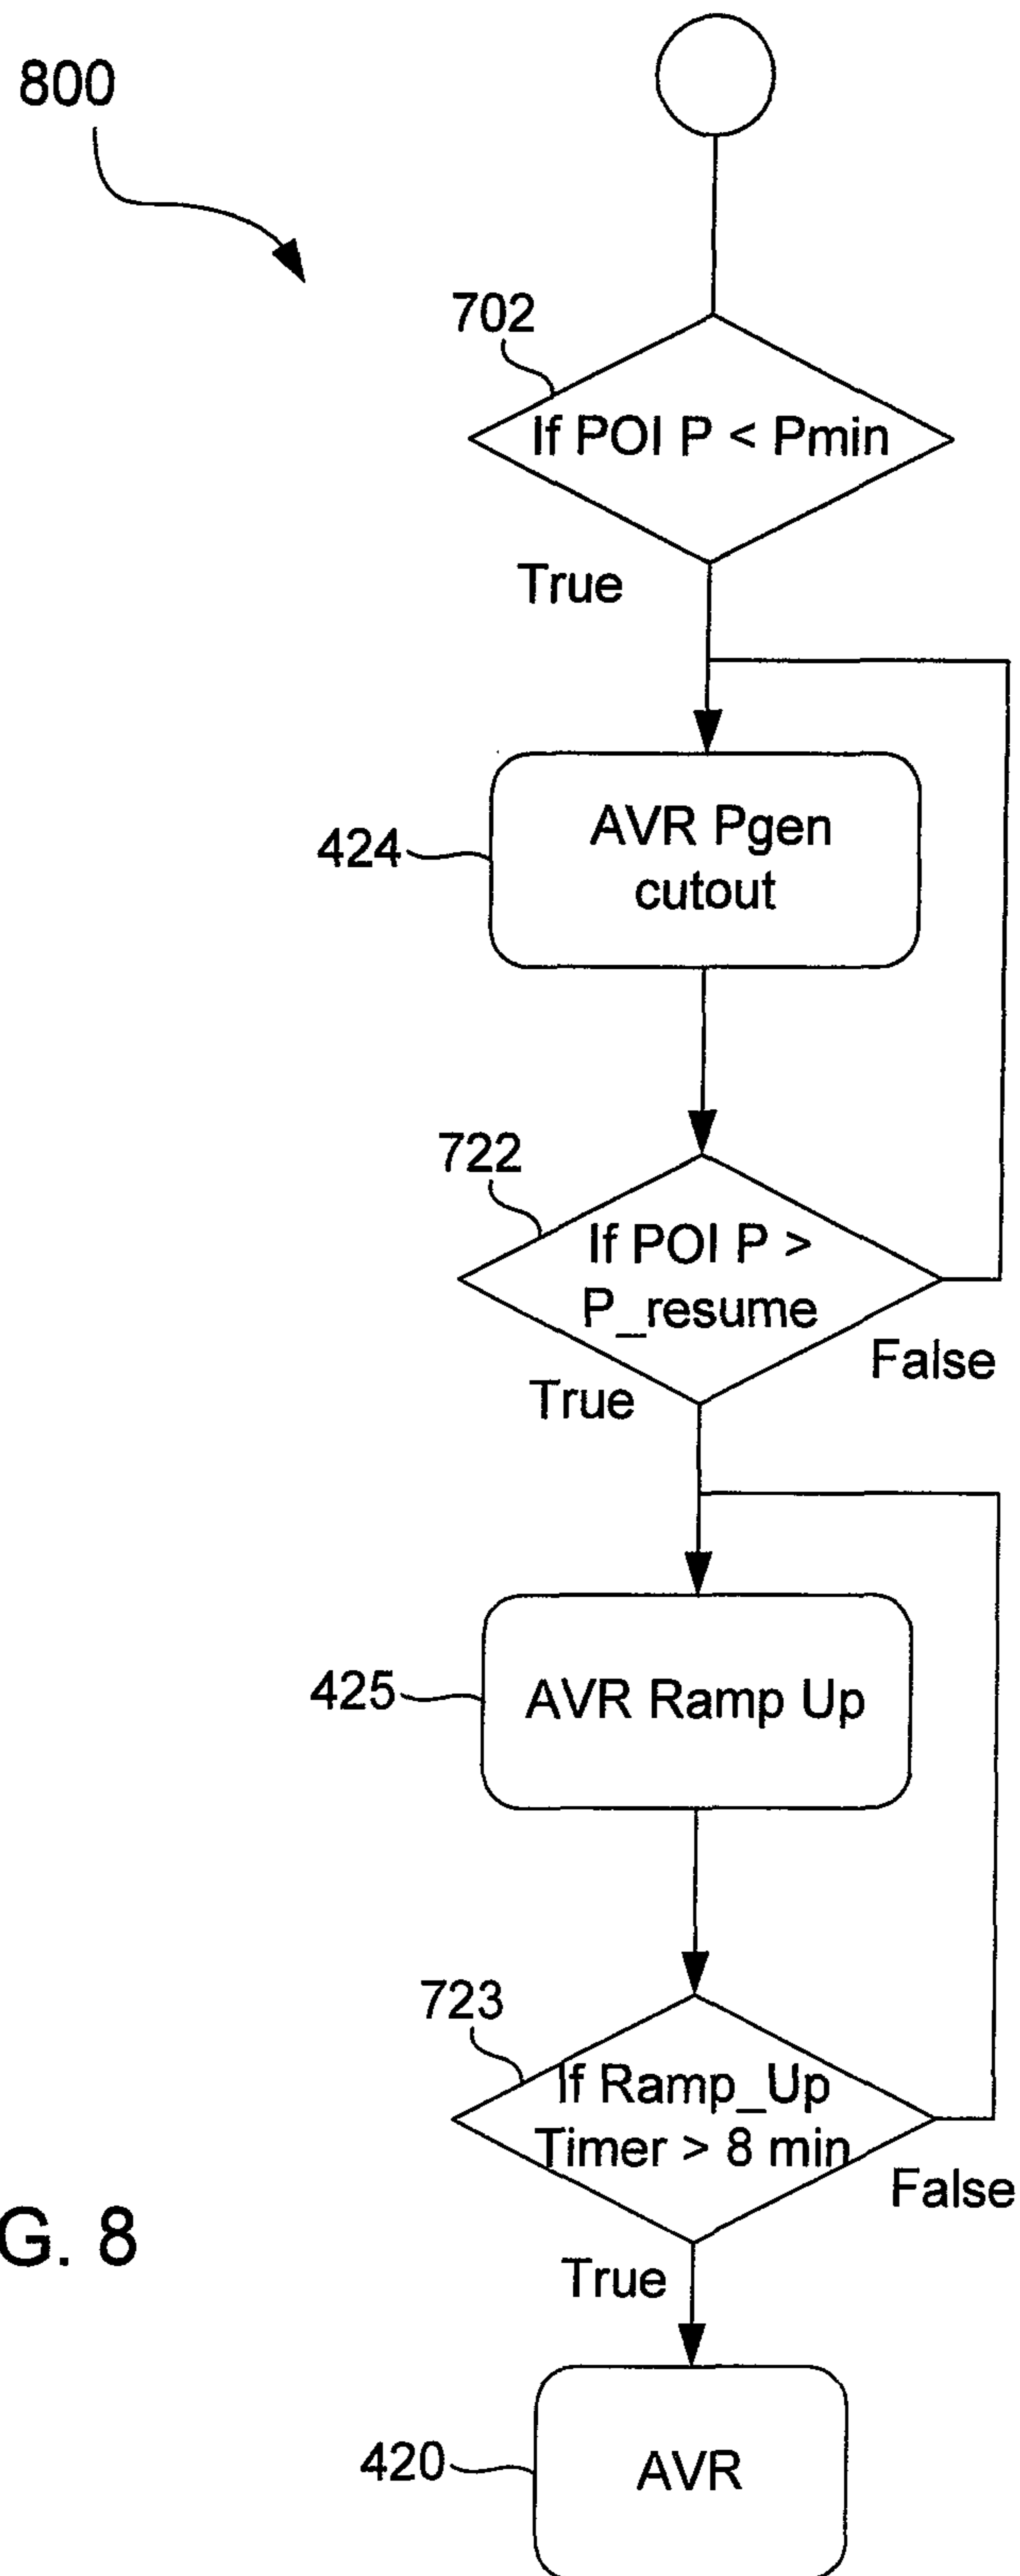 800
702
If POI P < Pmin
True
424
AVR Pgen
cutout
722
If POI P >
P_resume
False
True
425
AVR Ramp Up
723
If Ramp_Up
Timer > 8 min
False
G. 8
True
420
AVR